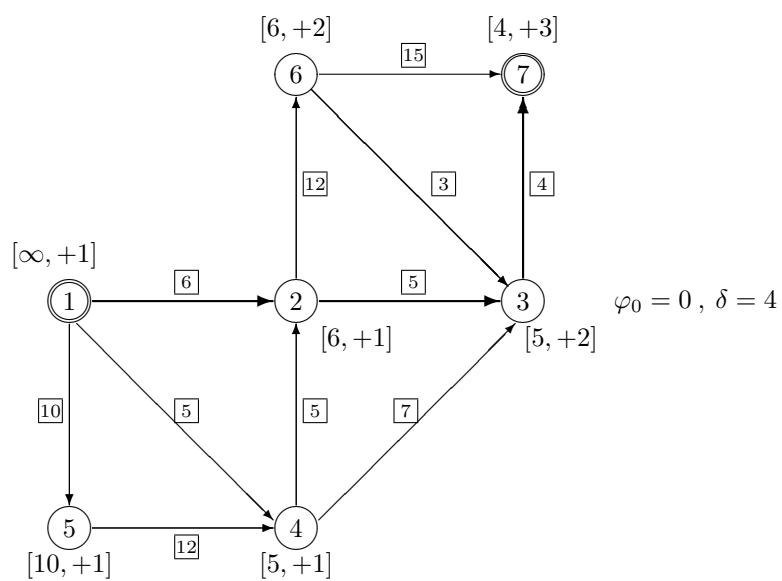 [6, +2] [4, +3]
6 15 7
12 3 4
[∞, +1]
1 6 2 5 3 φ₀ = 0 , δ = 4
[6, +1] [5, +2]
10 5 5 7
5 12 4
[10, +1] [5, +1]